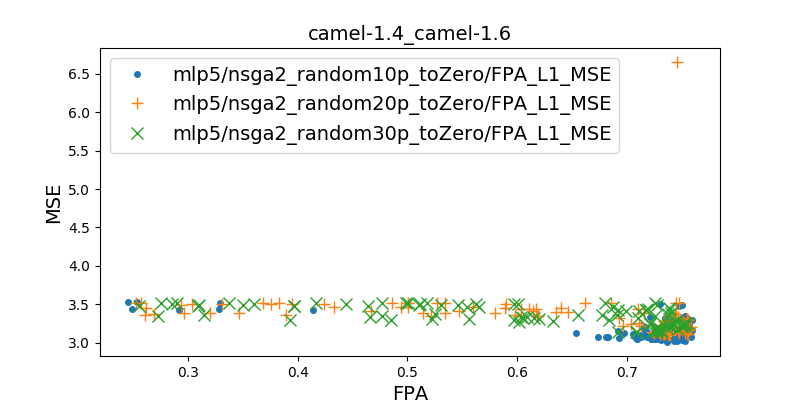 camel-1.4_camel-1.6
mlp5/nsga2_random10p_toZero/FPA_L1_MSE
mlp5/nsga2_random20p_toZero/FPA_L1_MSE
mlp5/nsga2_random30p_toZero/FPA_L1_MSE
6.5
6.0
5.5
5.0
4.5
4.0
3.5
3.0
MSE
0.3 0.4 0.5 0.6 0.7
FPA